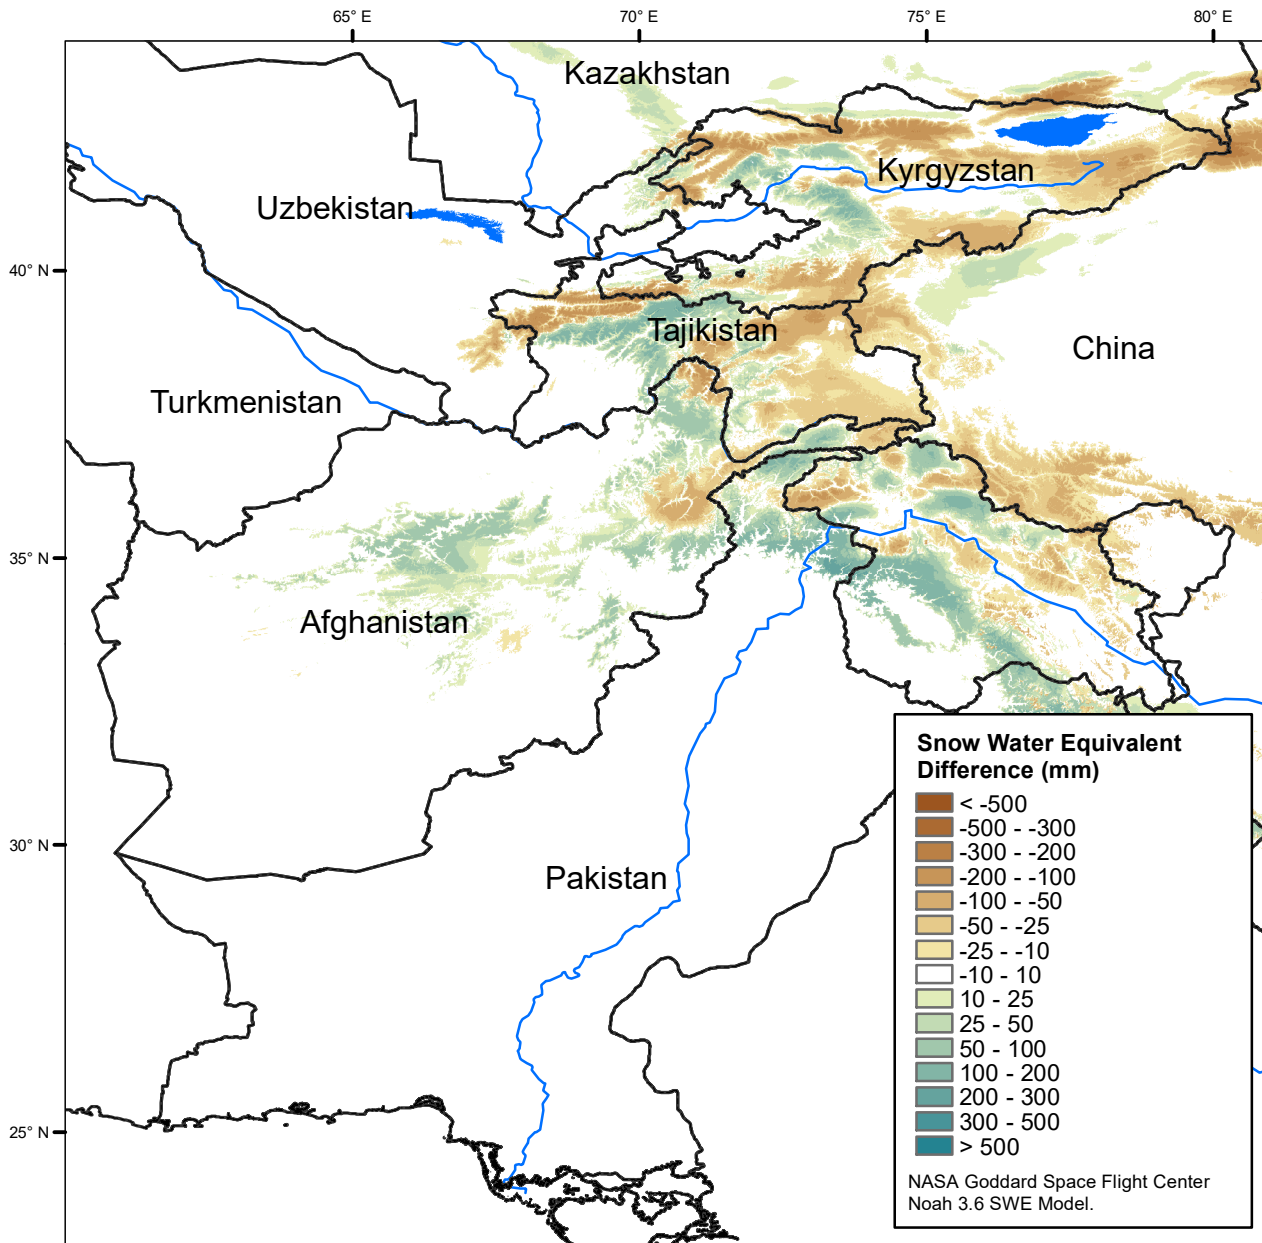 65° E
70° E
75° E
80° E
Kazakhstan
Kyrgyzstan
Uzbekistan
40° N
Tajikistan
China
Turkmenistan
35° N
Afghanistan
30° N
Pakistan
25° N
Snow Water Equivalent
Difference (mm)
< -500
-500 - -300
-300 - -200
-200 - -100
-100 - -50
-50 - -25
-25 - -10
-10 - 10
10 - 25
25 - 50
50 - 100
100 - 200
200 - 300
300 - 500
> 500
NASA Goddard Space Flight Center
Noah 3.6 SWE Model.